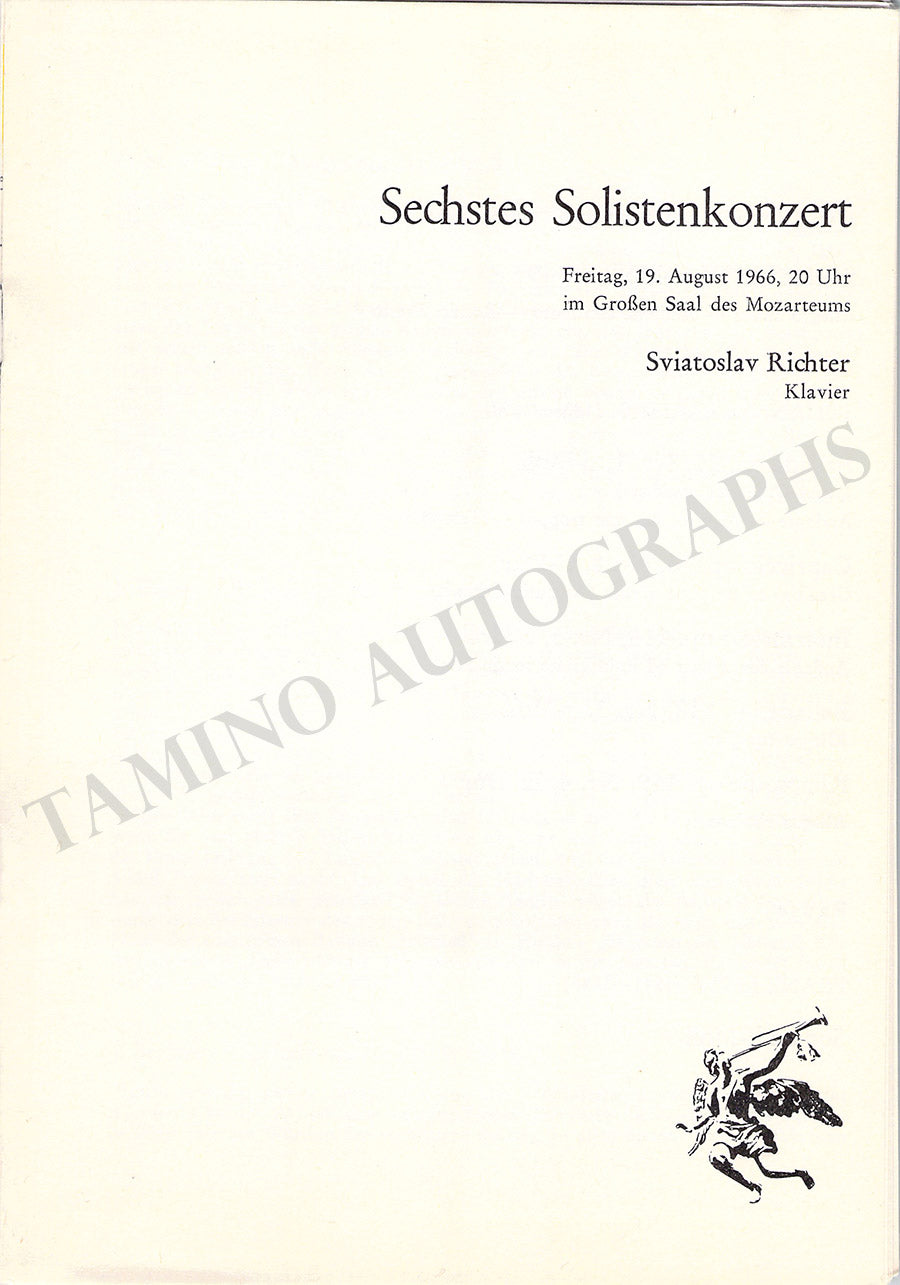 Sechstes Solistenkonzert
Freitag, 19. August 1966, 20 Uhr
im Großen Saal des Mozarteums
Sviatoslav Richter
Klavier
TAMINO AUTOGRAPHS